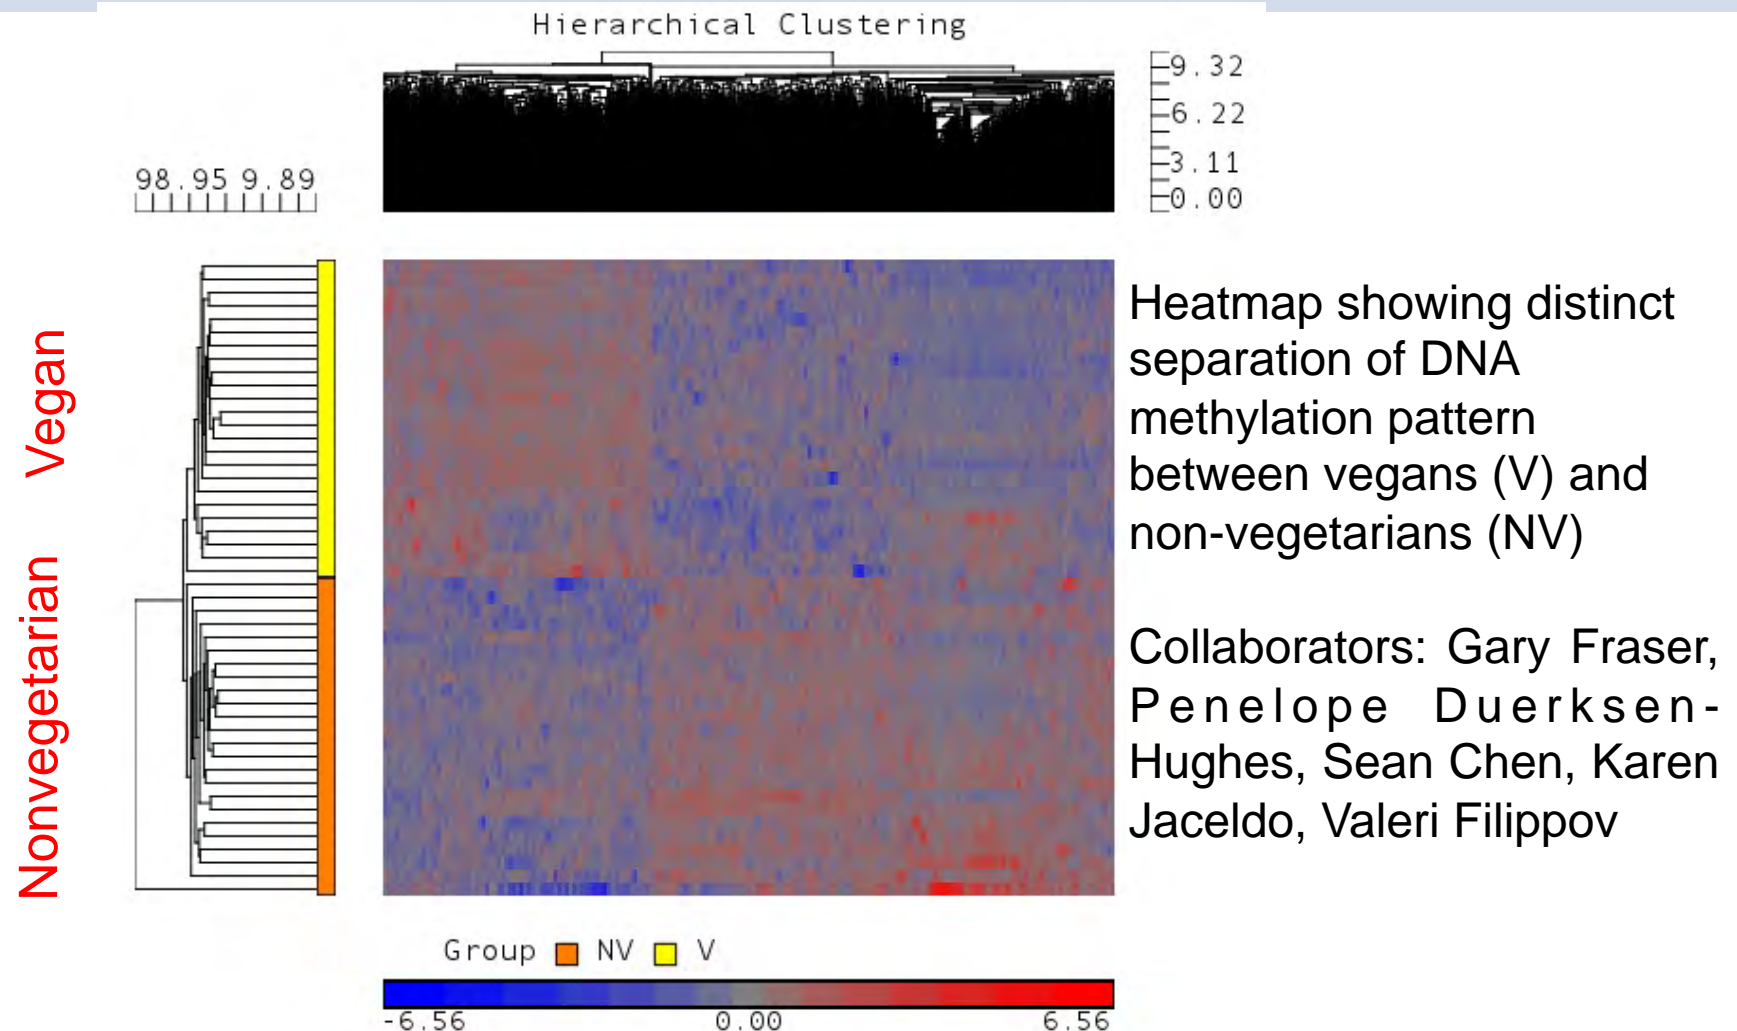 Hierarchical Clustering
9.32
6.22
3.11
0.00
98.95 9.89
Vegan
Nonvegetarian
Heatmap showing distinct
separation of DNA
methylation pattern
between vegans (V) and
non-vegetarians (NV)
Collaborators: Gary Fraser,
Penelope Duerksen-
Hughes, Sean Chen, Karen
Jaceldo, Valeri Filippov
Group NV V
-6.56 0.00 6.56